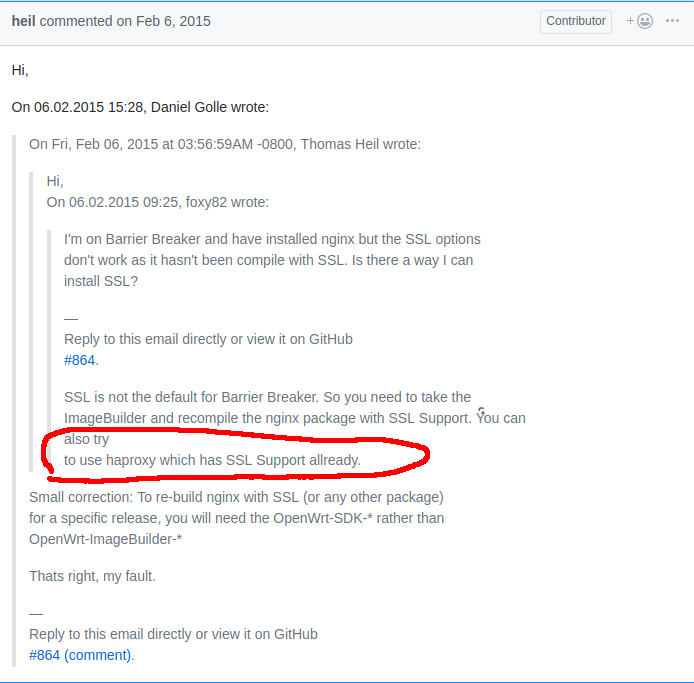 heil commented on Feb 6, 2015 Contributor
Hi,
On 06.02.2015 15:28, Daniel Golle wrote:
On Fri, Feb 06, 2015 at 03:56:59AM -0800, Thomas Heil wrote:
Hi,
On 06.02.2015 09:25, foxy82 wrote:
I'm on Barrier Breaker and have installed nginx but the SSL options
don't work as it hasn't been compile with SSL. Is there a way I can
install SSL?
—
Reply to this email directly or view it on GitHub
#864.
SSL is not the default for Barrier Breaker. So you need to take the
ImageBuilder and recompile the nginx package with SSL Support. You can
also try
to use haproxy which has SSL Support allready.
Small correction: To re-build nginx with SSL (or any other package)
for a specific release, you will need the OpenWrt-SDK-* rather than
OpenWrt-ImageBuilder-*
Thats right, my fault.
—
Reply to this email directly or view it on GitHub
#864 (comment).